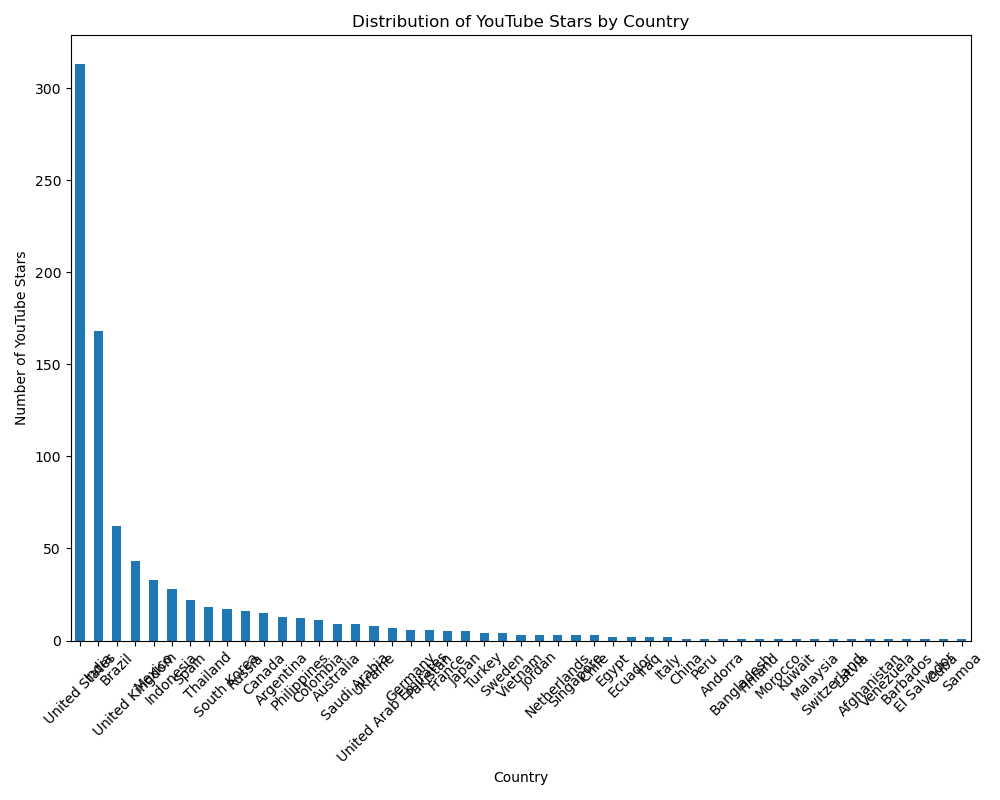 Distribution of YouTube Stars by Country
Number of YouTube Stars
300
250
200
150
100
50
0
United States
India
Brazil
United Kingdom
Mexico
Indonesia
Spain
Thailand
South Korea
Russia
Canada
Argentina
Philippines
Colombia
Australia
Saudi Arabia
Ukraine
United Arab Emirates
Germany
Pakistan
France
Japan
Turkey
Sweden
Vietnam
Jordan
Netherlands
Singapore
Chile
Egypt
Ecuador
Iraq
Italy
China
Peru
Andorra
Bangladesh
Finland
Morocco
Kuwait
Malaysia
Switzerland
Latvia
Afghanistan
Venezuela
Barbados
El Salvador
Cuba
Samoa
Country